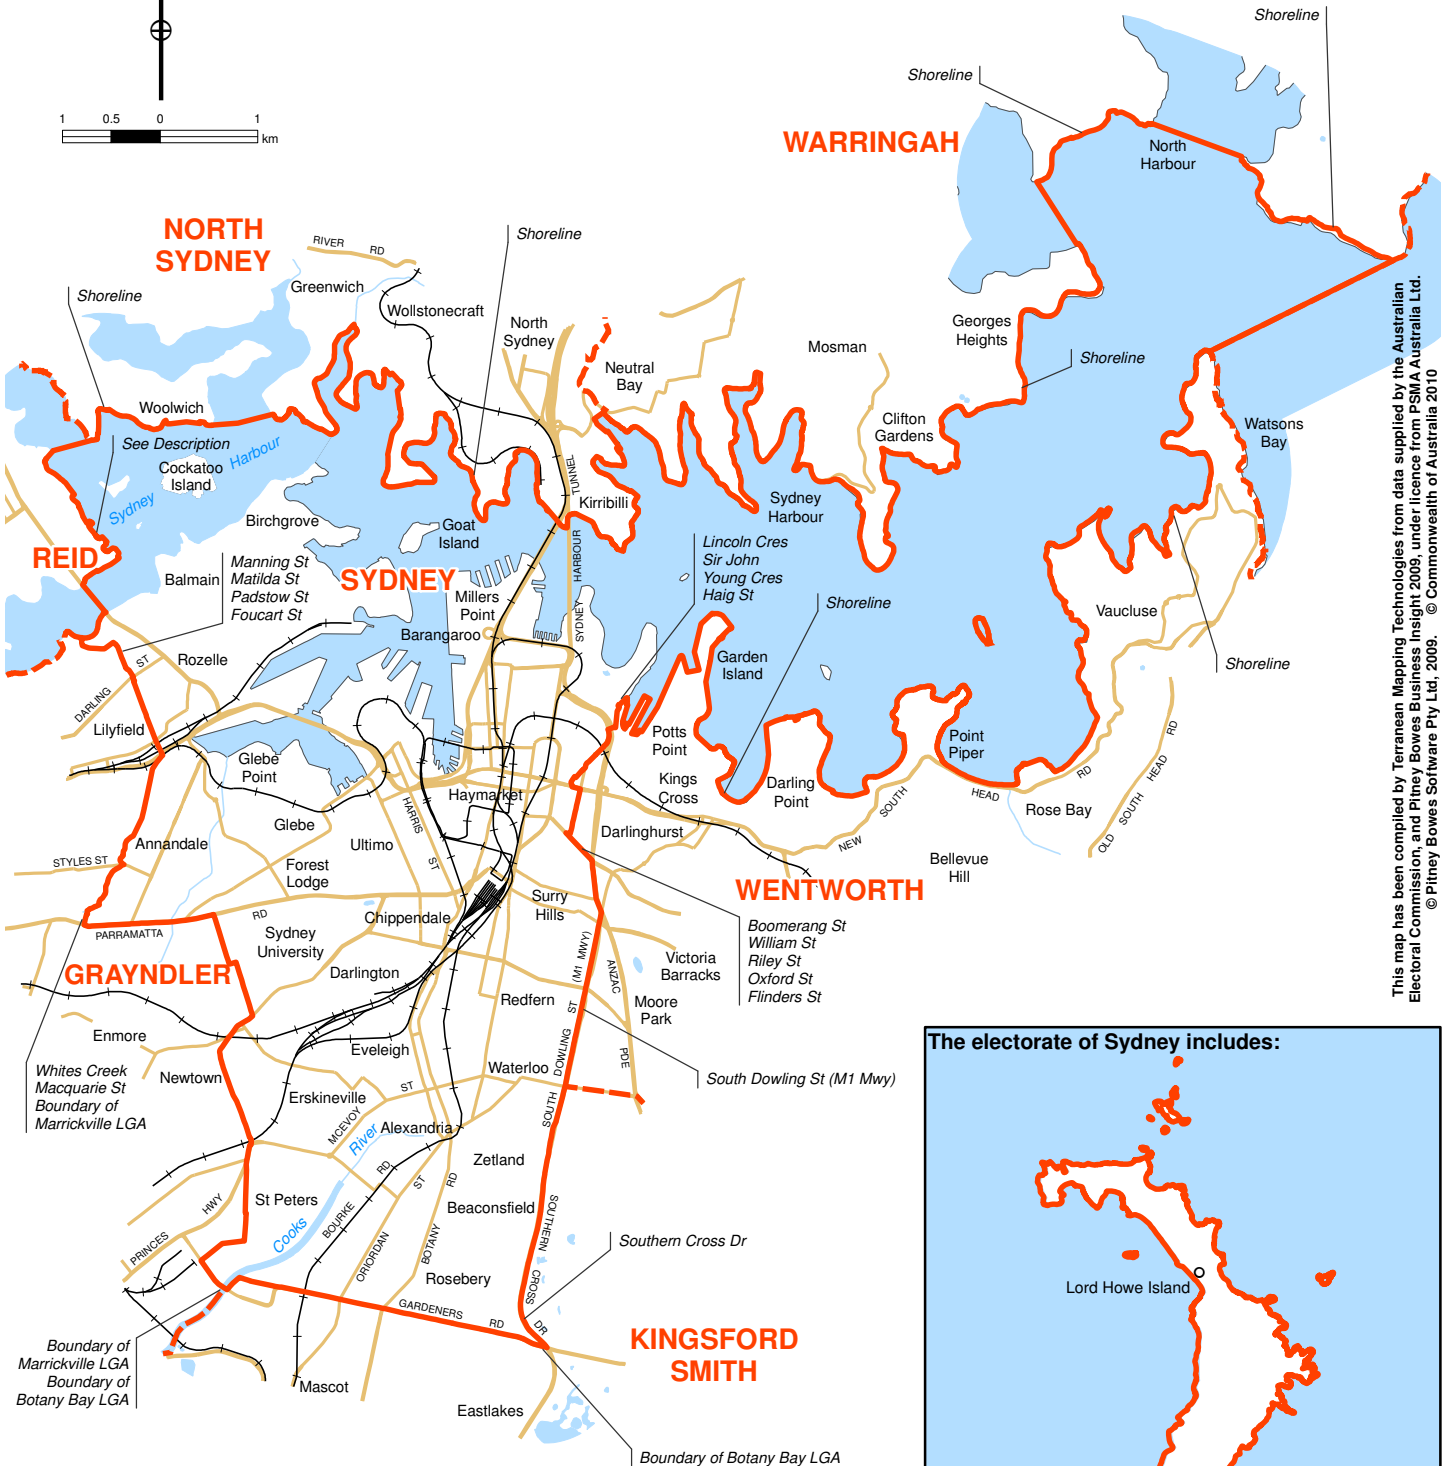 Shoreline
Shoreline
1 0.5 0 1
km
WARRINGAH
North
Harbour
NORTH
SYDNEY
RIVER RD
Shoreline
Greenwich
Shoreline
Wollstonecraft
North
Sydney
Neutral
Bay
Mosman
Georges
Heights
Shoreline
Woolwich
See Description
Cockatoo
Island
Sydney Harbour
Clifton
Gardens
Watsons
Bay
TUNNEL
HARBOUR
SYDNEY
Kirribilli
Sydney
Harbour
Birchgrove
Goat
Island
REID
Balmain
Manning St
Matilda St
Padstow St
Foucart St
SYDNEY
Millers
Point
Barangaroo
Lincoln Cres
Sir John
Young Cres
Haig St
Shoreline
Vaucluse
Shoreline
Garden
Island
Rozelle
DARLING ST
Lilyfield
Potts
Point
Point
Piper
Glebe
Point
Kings
Cross
Darling
Point
Haymarket
HARRIS ST
NEW SOUTH HEAD RD
Rose Bay
OLD SOUTH HEAD RD
Glebe
Ultimo
Darlinghurst
Annandale
STYLES ST
Forest
Lodge
Bellevue
Hill
WENTWORTH
Surry
Hills
Chippendale
PARRAMATTA RD
Sydney
University
Boomerang St
William St
Riley St
Oxford St
Flinders St
GRAYNDLER
Darlington
Victoria
Barracks
(M1 MWY)
ANZAC PDE
Redfern
Moore
Park
Enmore
Eveleigh
SOUTH DOWLING ST
Whites Creek
Macquarie St
Boundary of
Marrickville LGA
Newtown
Waterloo
South Dowling St (M1 Mwy)
Erskineville
MCEVOY ST
River
Alexandria
Zetland
St Peters
Beaconsfield
Cooks
BOURKE RD
ORIORDAN ST
BOTANY RD
SOUTHERN CROSS DR
PRINCES HWY
Southern Cross Dr
Rosebery
GARDENERS RD
Boundary of
Marrickville LGA
Boundary of
Botany Bay LGA
KINGSFORD
SMITH
Mascot
Eastlakes
Boundary of Botany Bay LGA
The electorate of Sydney includes:
Lord Howe Island
This map has been compiled by Terranean Mapping Technologies from data supplied by the Australian
Electoral Commission, and Pitney Bowes Business Insight 2009, under licence from PSMA Australia Ltd.
© Pitney Bowes Software Pty Ltd, 2009. © Commonwealth of Australia 2010